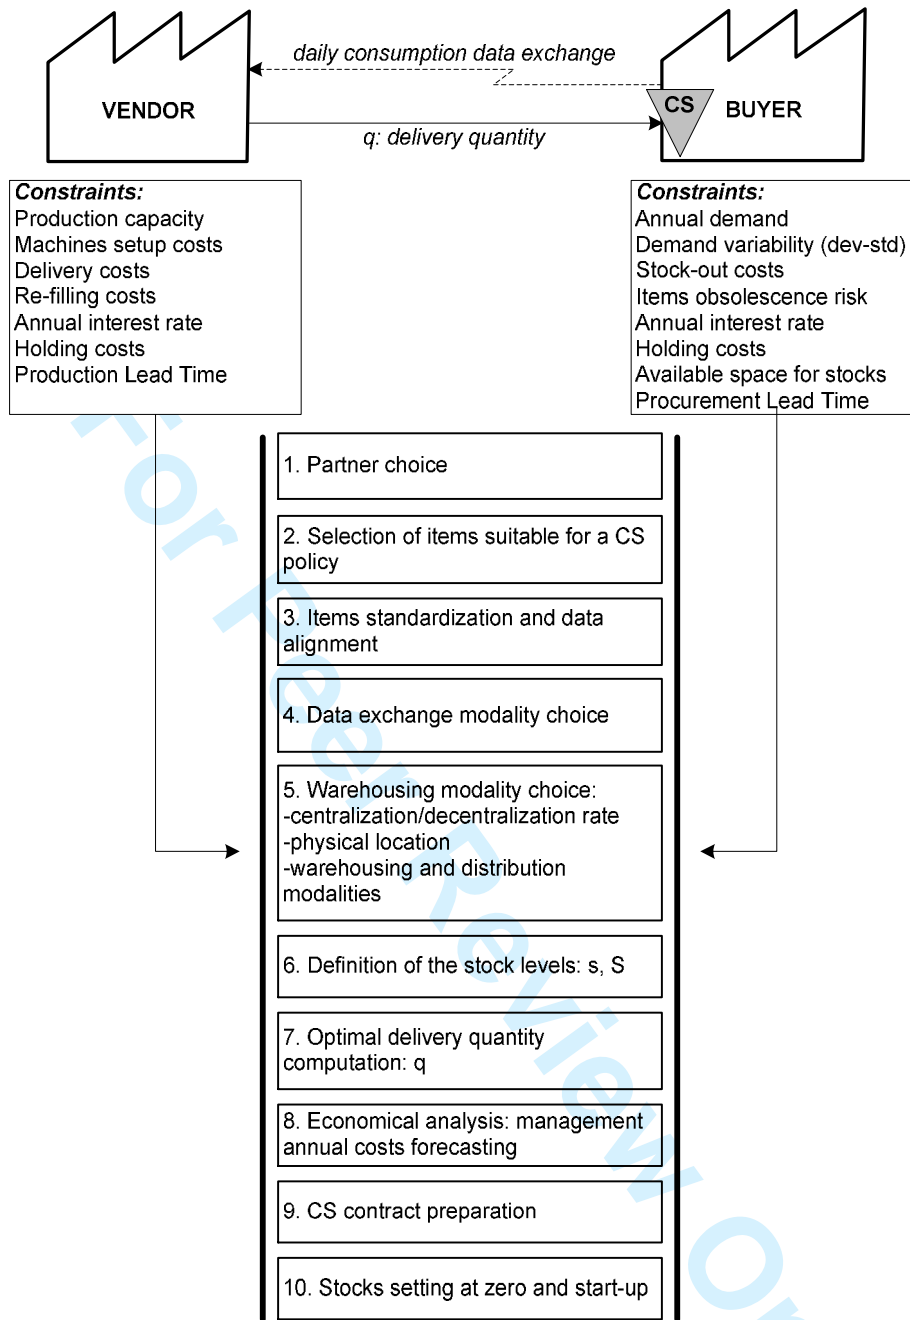 daily consumption data exchange
VENDOR
CS
BUYER
q: delivery quantity
Constraints:
Production capacity
Machines setup costs
Delivery costs
Re-filling costs
Annual interest rate
Holding costs
Production Lead Time
Constraints:
Annual demand
Demand variability (dev-std)
Stock-out costs
Items obsolescence risk
Annual interest rate
Holding costs
Available space for stocks
Procurement Lead Time
1. Partner choice
2. Selection of items suitable for a CS
policy
3. Items standardization and data
alignment
4. Data exchange modality choice
5. Warehousing modality choice:
-centralization/decentralization rate
-physical location
-warehousing and distribution
modalities
6. Definition of the stock levels: s, S
7. Optimal delivery quantity
computation: q
8. Economical analysis: management
annual costs forecasting
9. CS contract preparation
10. Stocks setting at zero and start-up
For Peer Review On